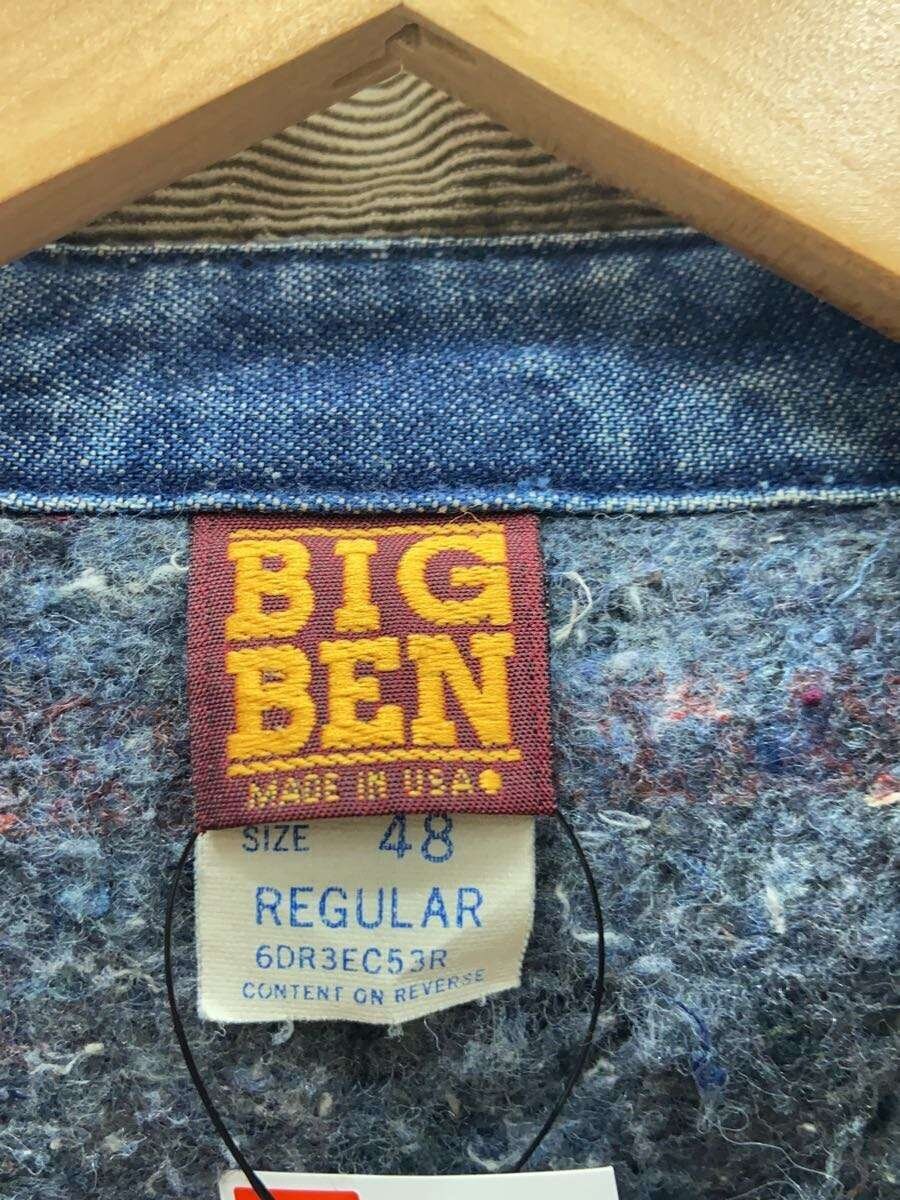 BIG
BEN
MADE IN USA
SIZE 48
REGULAR
6DR3EC53R
CONTENT ON REVERSE